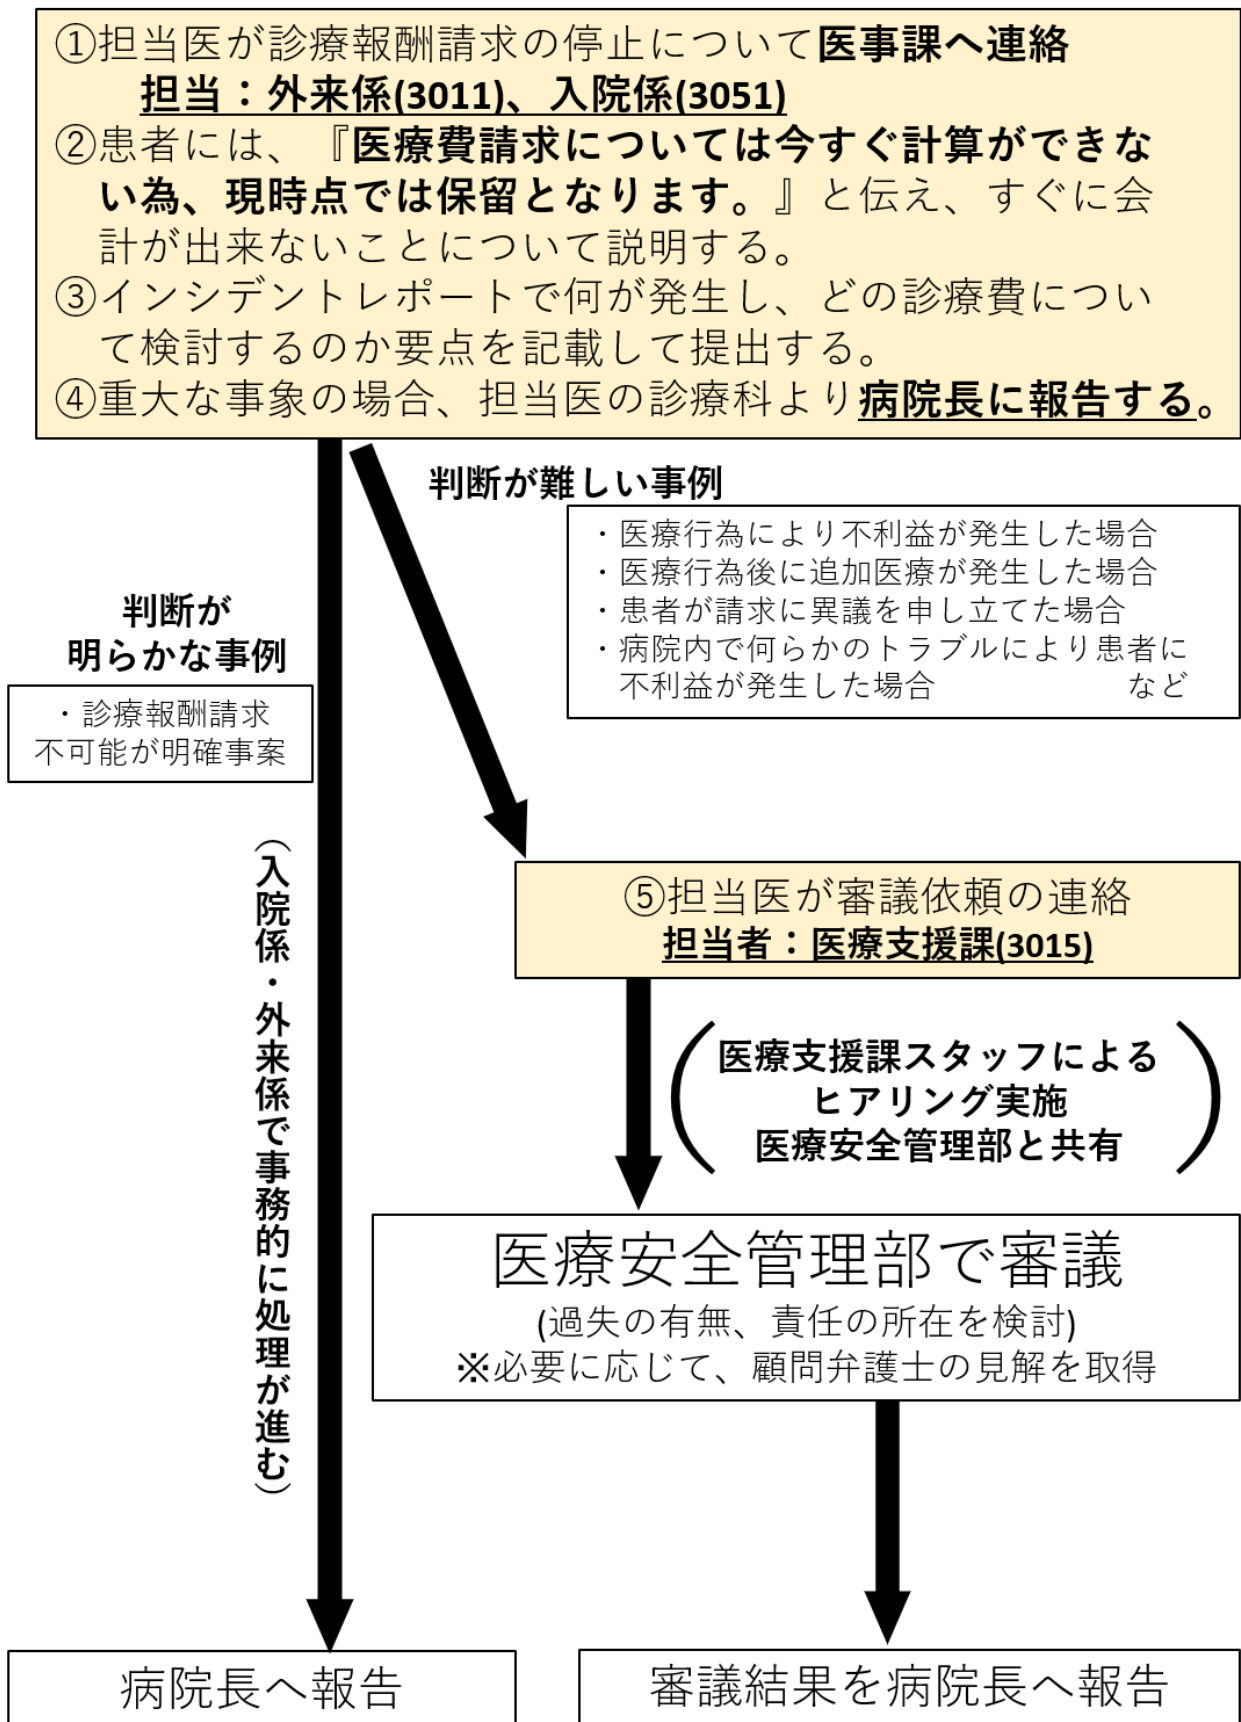 ①担当医が診療報酬請求の停止について医事課へ連絡
担当：外来係(3011)、入院係(3051)
②患者には、『医療費請求については今すぐ計算ができな
い為、現時点では保留となります。』と伝え、すぐに会
計が出来ないことについて説明する。
③インシデントレポートで何が発生し、どの診療費につい
て検討するのか要点を記載して提出する。
④重大な事象の場合、担当医の診療科より病院長に報告する。
判断が難しい事例
・医療行為により不利益が発生した場合
・医療行為後に追加医療が発生した場合
・患者が請求に異議を申し立てた場合
・病院内で何らかのトラブルにより患者に
不利益が発生した場合　など
判断が
明らかな事例
・診療報酬請求
不可能が明確事案
（入院係・外来係で事務的に処理が進む）
⑤担当医が審議依頼の連絡
担当者：医療支援課(3015)
医療支援課スタッフによる
ヒアリング実施
医療安全管理部と共有
医療安全管理部で審議
(過失の有無、責任の所在を検討)
※必要に応じて、顧問弁護士の見解を取得
病院長へ報告
審議結果を病院長へ報告